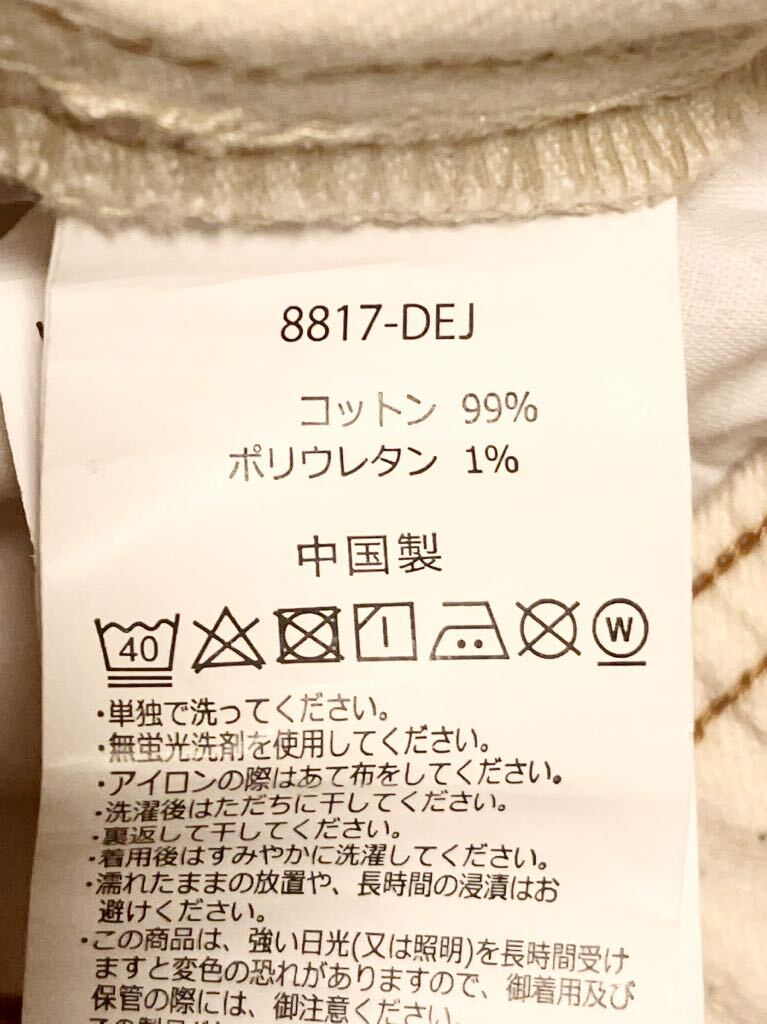 8817-DEJ
コットン 99%
ポリウレタン 1%
中国製
40 W
・単独で洗ってください。
・無蛍光洗剤を使用してください。
・アイロンの際はあて布をしてください。
・洗濯後はただちに干してください。
・裏返して干してください。
・着用後はすみやかに洗濯してください。
・濡れたままの放置や、長時間の浸漬はお
避けください。
・この商品は、強い日光(又は照明)を長時間受け
ますと変色の恐れがありますので、御着用及び
保管の際には、御注意ください。